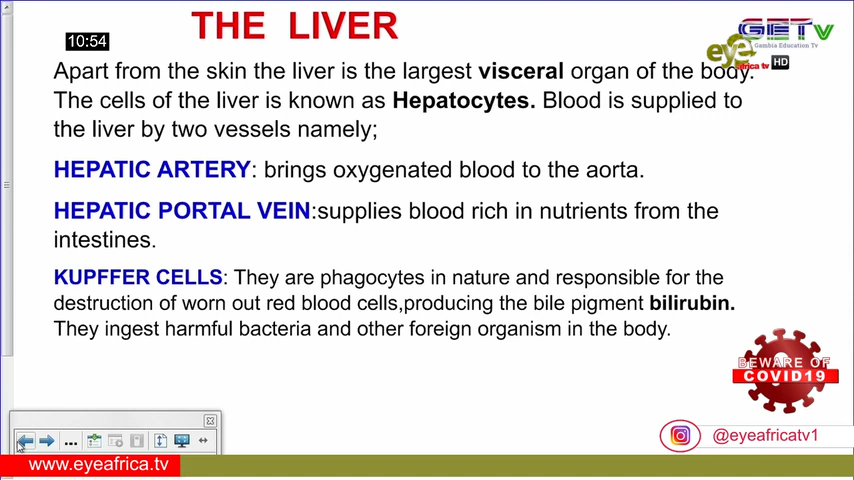 THE LIVER
10:54
GETv
Gambia Education Tv
eye
africa tv HD
Apart from the skin the liver is the largest visceral organ of the body.
The cells of the liver is known as Hepatocytes. Blood is supplied to
the liver by two vessels namely;
HEPATIC ARTERY: brings oxygenated blood to the aorta.
HEPATIC PORTAL VEIN:supplies blood rich in nutrients from the
intestines.
KUPFFER CELLS: They are phagocytes in nature and responsible for the
destruction of worn out red blood cells,producing the bile pigment bilirubin.
They ingest harmful bacteria and other foreign organism in the body.
BEWARE OF
COVID19
@eyeafricatv1
www.eyeafrica.tv